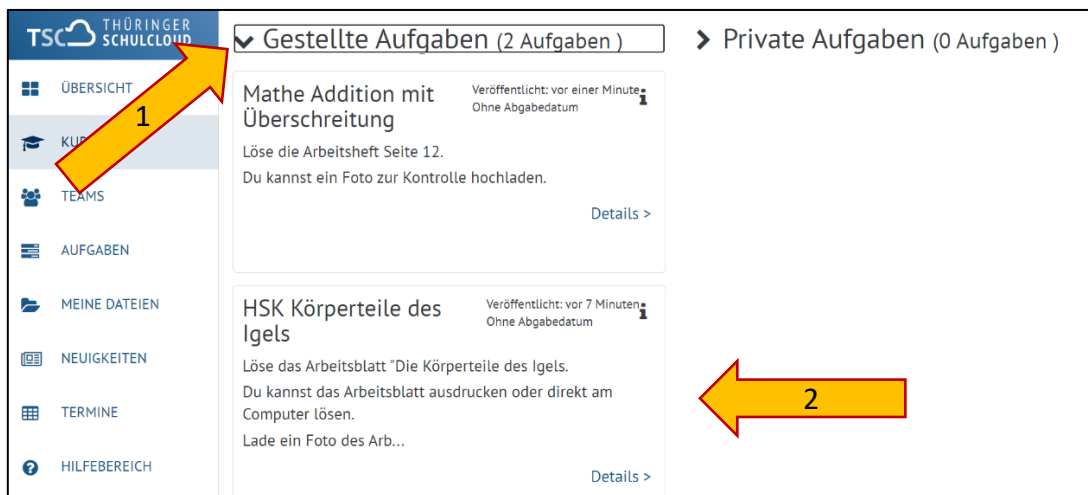 TSC THÜRINGER
SCHULCLOUD
ÜBERSICHT
TEAMS
AUFGABEN
MEINE DATEIEN
NEUIGKEITEN
TERMINE
HILFEBEREICH
1
Gestellte Aufgaben (2 Aufgaben )
Private Aufgaben (0 Aufgaben )
Mathe Addition mit
Überschreitung
Veröffentlicht: vor einer Minute
Ohne Abgabedatum
Löse die Arbeitsheft Seite 12.
Du kannst ein Foto zur Kontrolle hochladen.
Details >
HSK Körperteile des
Igels
Veröffentlicht: vor 7 Minuten
Ohne Abgabedatum
Löse das Arbeitsblatt "Die Körperteile des Igels.
Du kannst das Arbeitsblatt ausdrucken oder direkt am
Computer lösen.
Lade ein Foto des Arb...
Details >
2